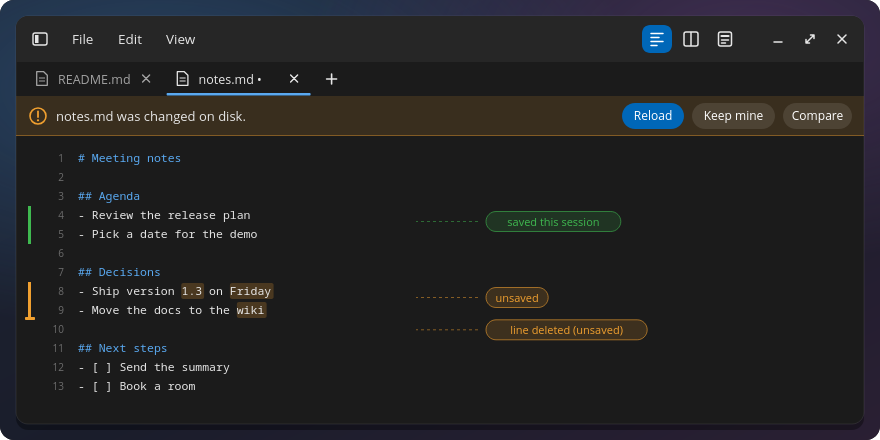 File Edit View
README.md notes.md •
notes.md was changed on disk. Reload Keep mine Compare
1 # Meeting notes
2
3 ## Agenda
4 - Review the release plan
saved this session
5 - Pick a date for the demo
6
7 ## Decisions
8 - Ship version 1.3 on Friday
unsaved
9 - Move the docs to the wiki
10
line deleted (unsaved)
11 ## Next steps
12 - [ ] Send the summary
13 - [ ] Book a room